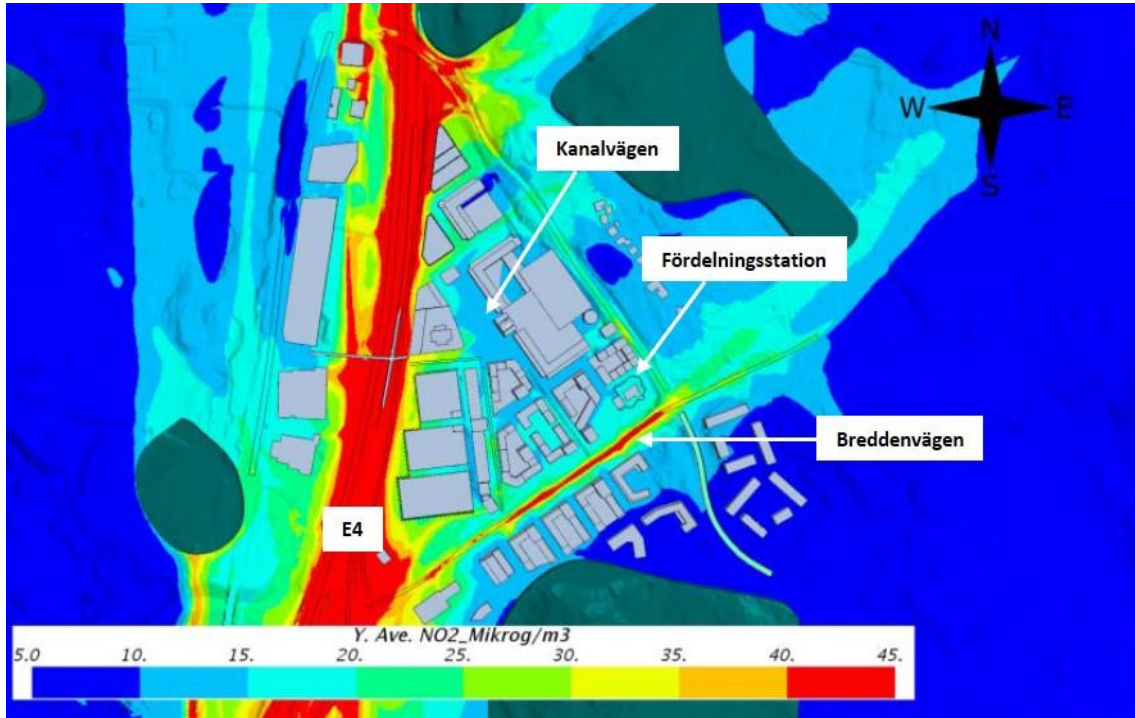 N
W
E
S
Kanalvägen
Fördelningsstation
Breddenvägen
E4
Y. Ave. NO2_Mikrog/m3
5.0 10. 15. 20. 25. 30. 35. 40. 45.